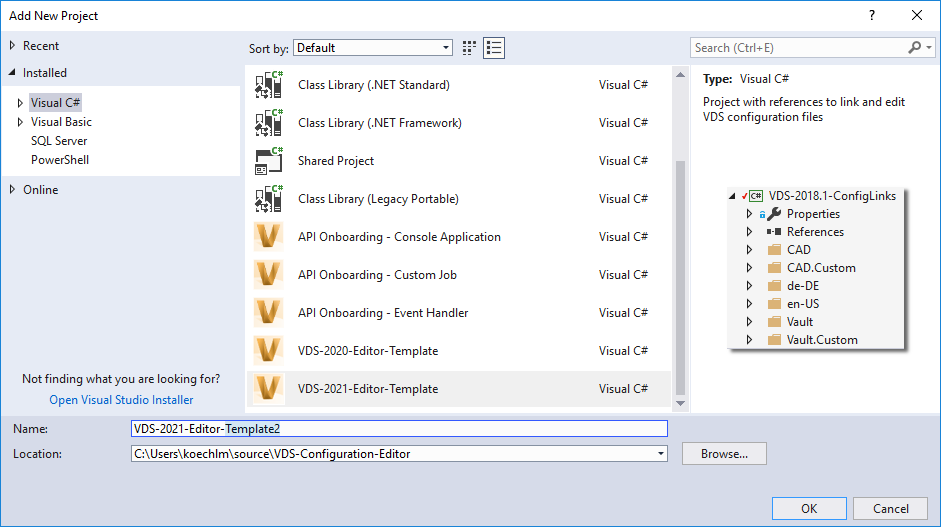 Add New Project
?
Recent
Installed
Visual C#
Visual Basic
SQL Server
PowerShell
Online
Not finding what you are looking for?
Open Visual Studio Installer
Sort by: Default
C# Class Library (.NET Standard) Visual C#
C# Class Library (.NET Framework) Visual C#
C# Shared Project Visual C#
C# Class Library (Legacy Portable) Visual C#
API Onboarding - Console Application Visual C#
API Onboarding - Custom Job Visual C#
API Onboarding - Event Handler Visual C#
VDS-2020-Editor-Template Visual C#
VDS-2021-Editor-Template Visual C#
Search (Ctrl+E)
Type: Visual C#
Project with references to link and edit
VDS configuration files
C# VDS-2018.1-ConfigLinks
Properties
References
CAD
CAD.Custom
de-DE
en-US
Vault
Vault.Custom
Name: VDS-2021-Editor-Template2
Location: C:\Users\koechlm\source\VDS-Configuration-Editor
Browse...
OK Cancel